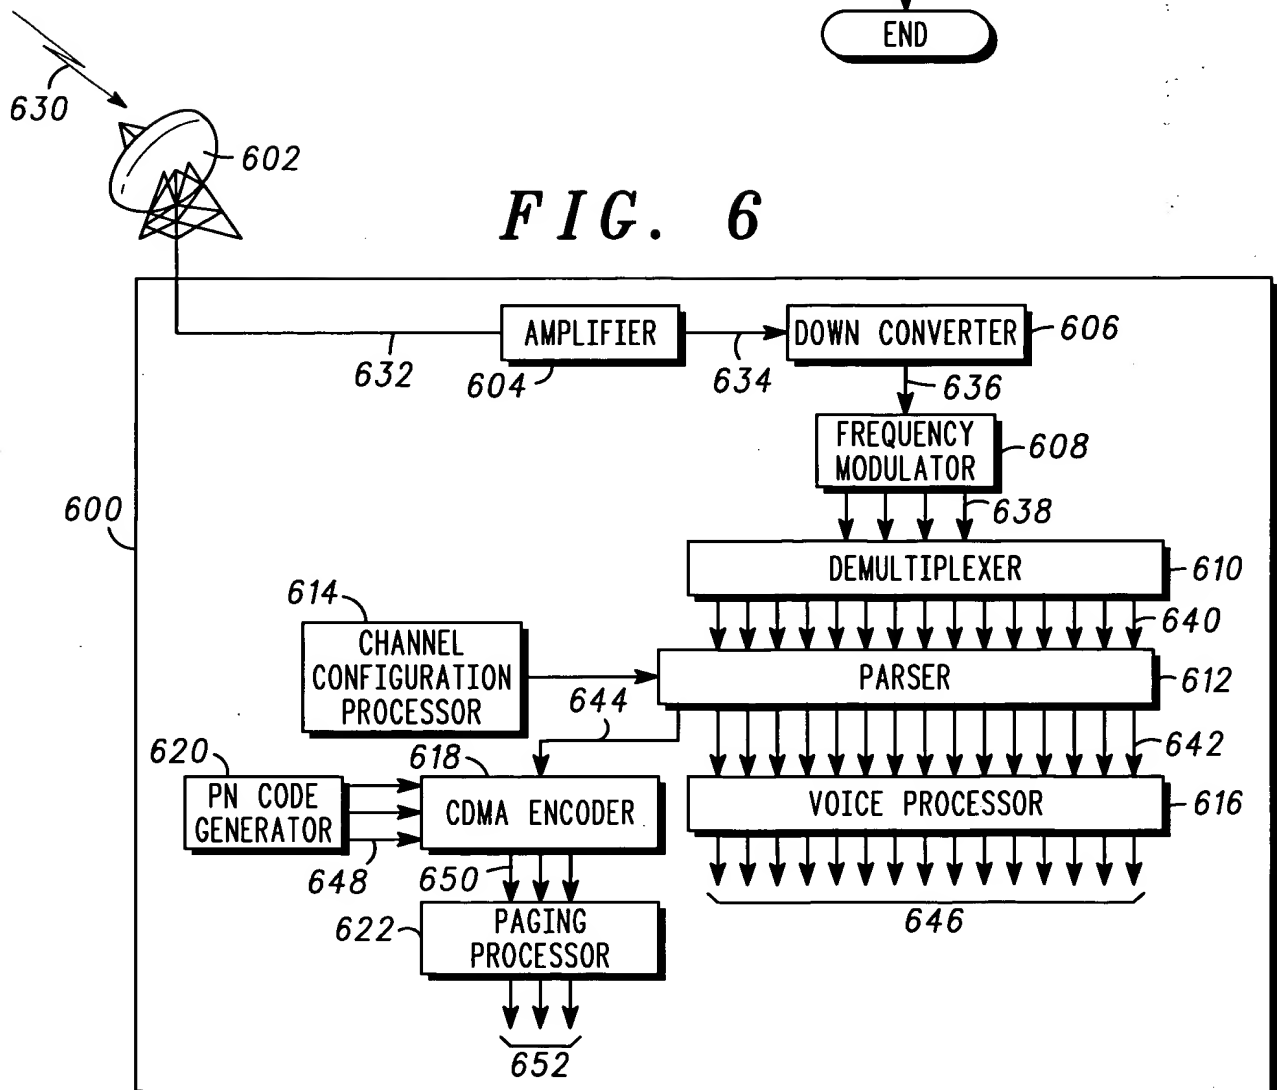 END
630
602
FIG. 6
AMPLIFIER
DOWN CONVERTER
606
632
604
634
636
FREQUENCY
MODULATOR
608
600
638
DEMULTIPLEXER
610
614
640
CHANNEL
CONFIGURATION
PROCESSOR
PARSER
612
644
642
620
618
PN CODE
GENERATOR
CDMA ENCODER
VOICE PROCESSOR
616
648
650
646
622
PAGING
PROCESSOR
652